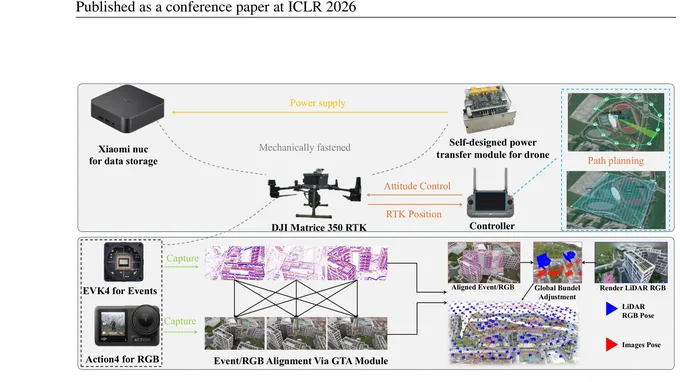 Published as a conference paper at ICLR 2026
Power supply
Xiaomi nuc
for data storage
Mechanically fastened
Self-designed power
transfer module for drone
Path planning
Attitude Control
RTK Position
DJI Matrice 350 RTK
Controller
Capture
EVK4 for Events
Capture
Action4 for RGB
Event/RGB Alignment Via GTA Module
Aligned Event/RGB
Global Bundel
Adjustment
Render LiDAR RGB
LiDAR
RGB Pose
Images Pose